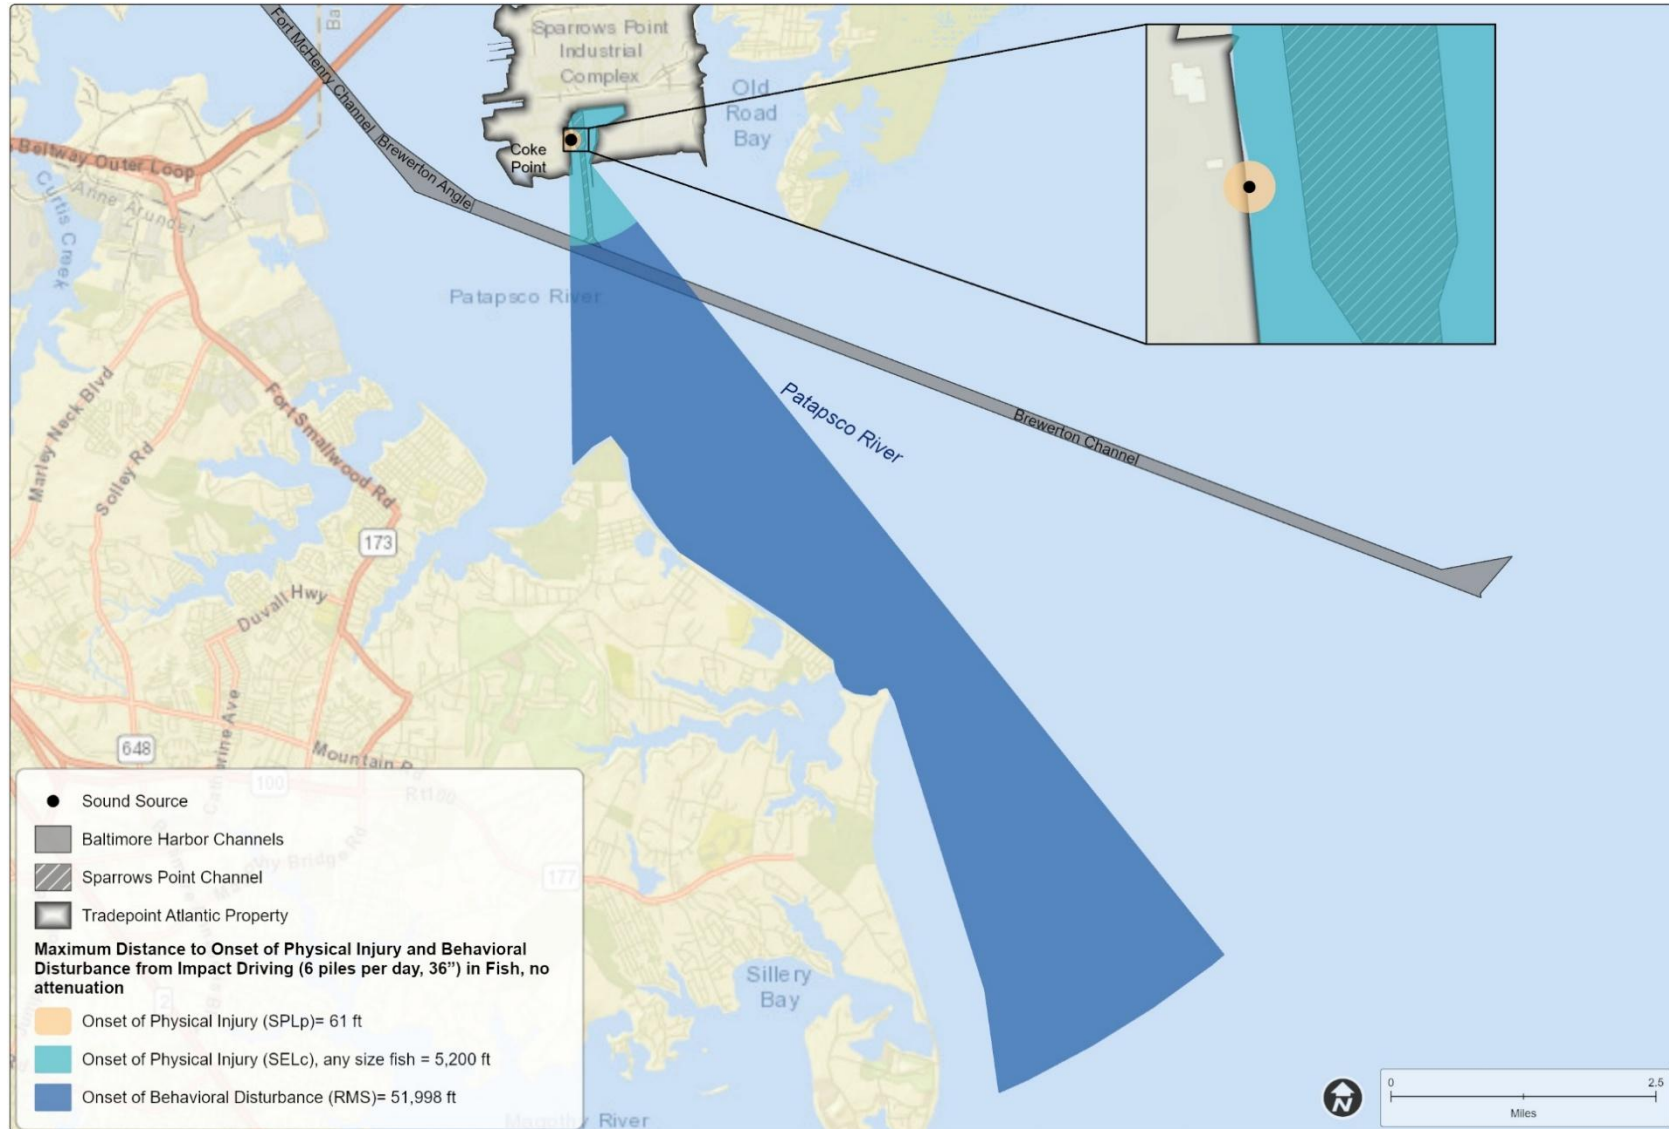 Fort McHenry Channel
Ba
Sparrows Point
Industrial
Complex
Old
Road
Bay
Brewerton Angle
Coke
Point
Beltway Outer Loop
Anne Arundel
Curtis Creek
Patapsco River
Patapsco River
Brewerton Channel
Marley Neck Blvd
Solley Rd
Fort Smallwood Rd
173
Duvall Hwy
648
Mountain
100
R1100
177
Sillery
Bay
2
Sound Source
Baltimore Harbor Channels
Sparrows Point Channel
Tradepoint Atlantic Property
Maximum Distance to Onset of Physical Injury and Behavioral
Disturbance from Impact Driving (6 piles per day, 36”) in Fish, no
attenuation
Onset of Physical Injury (SPLp)= 61 ft
Onset of Physical Injury (SELc), any size fish = 5,200 ft
Onset of Behavioral Disturbance (RMS)= 51,998 ft
Magothy River
N
0 2.5
Miles